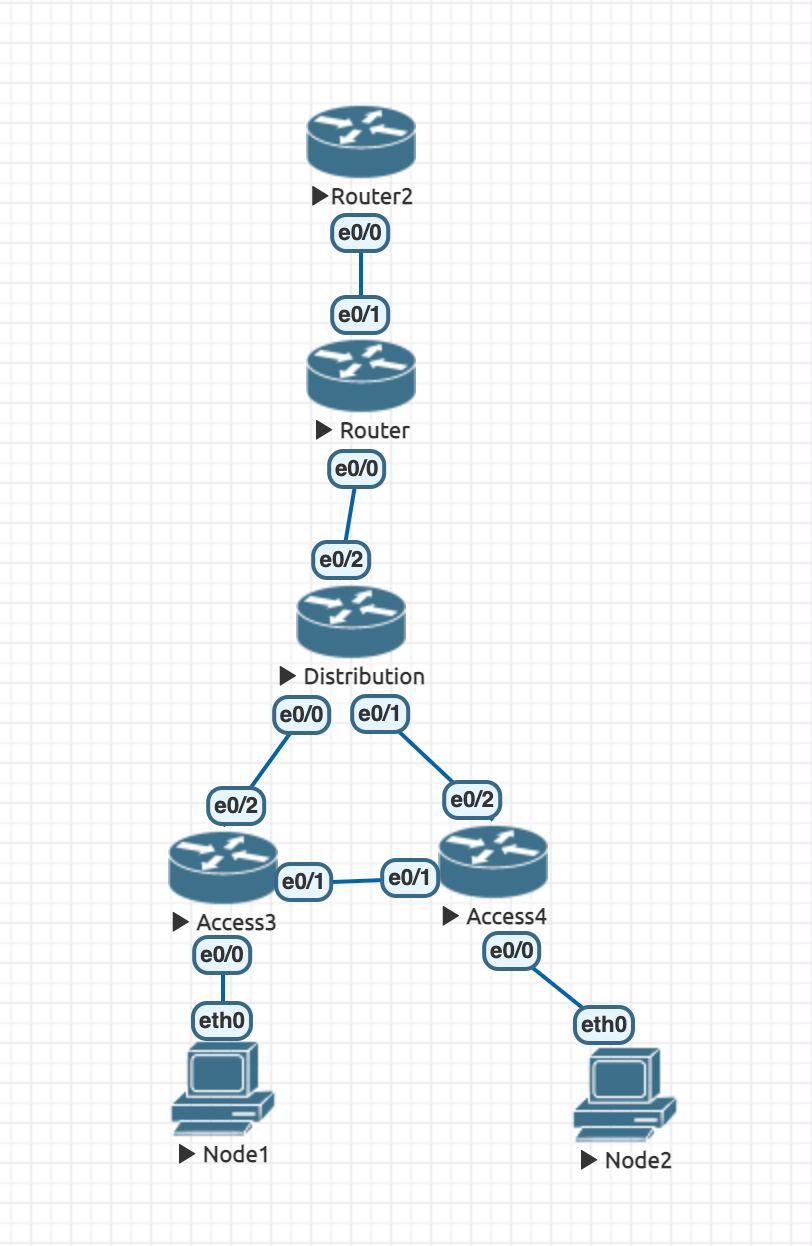 Router2
e0/0
e0/1
Router
e0/0
e0/2
Distribution
e0/0 e0/1
e0/2 e0/2
e0/1 e0/1
Access3 Access4
e0/0 e0/0
eth0 eth0
Node1 Node2